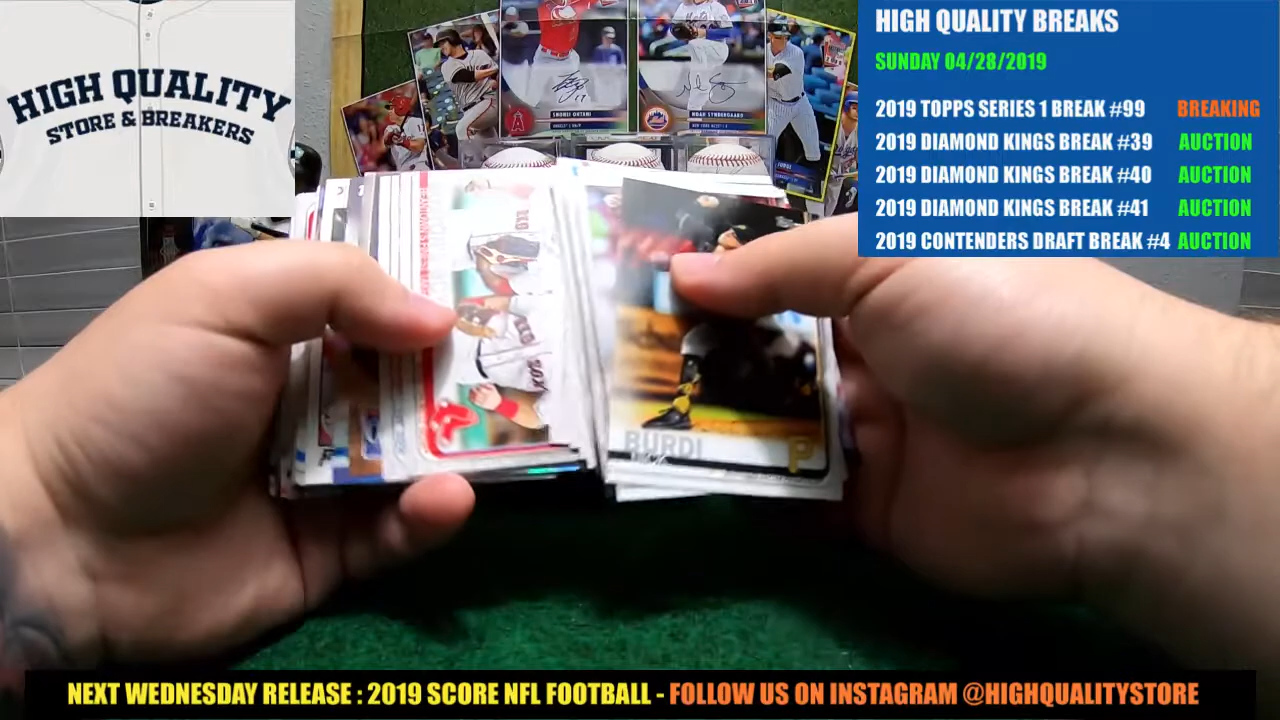 HIGH QUALITY
STORE & BREAKERS
HIGH QUALITY BREAKS
SUNDAY 04/28/2019
2019 TOPPS SERIES 1 BREAK #99 BREAKING
2019 DIAMOND KINGS BREAK #39 AUCTION
2019 DIAMOND KINGS BREAK #40 AUCTION
2019 DIAMOND KINGS BREAK #41 AUCTION
2019 CONTENDERS DRAFT BREAK #4 AUCTION
SHOHEI OHTANI
NOAH SYNDERGAARD
RED
SOX
BURDI
P
NEXT WEDNESDAY RELEASE : 2019 SCORE NFL FOOTBALL - FOLLOW US ON INSTAGRAM @HIGHQUALITYSTORE